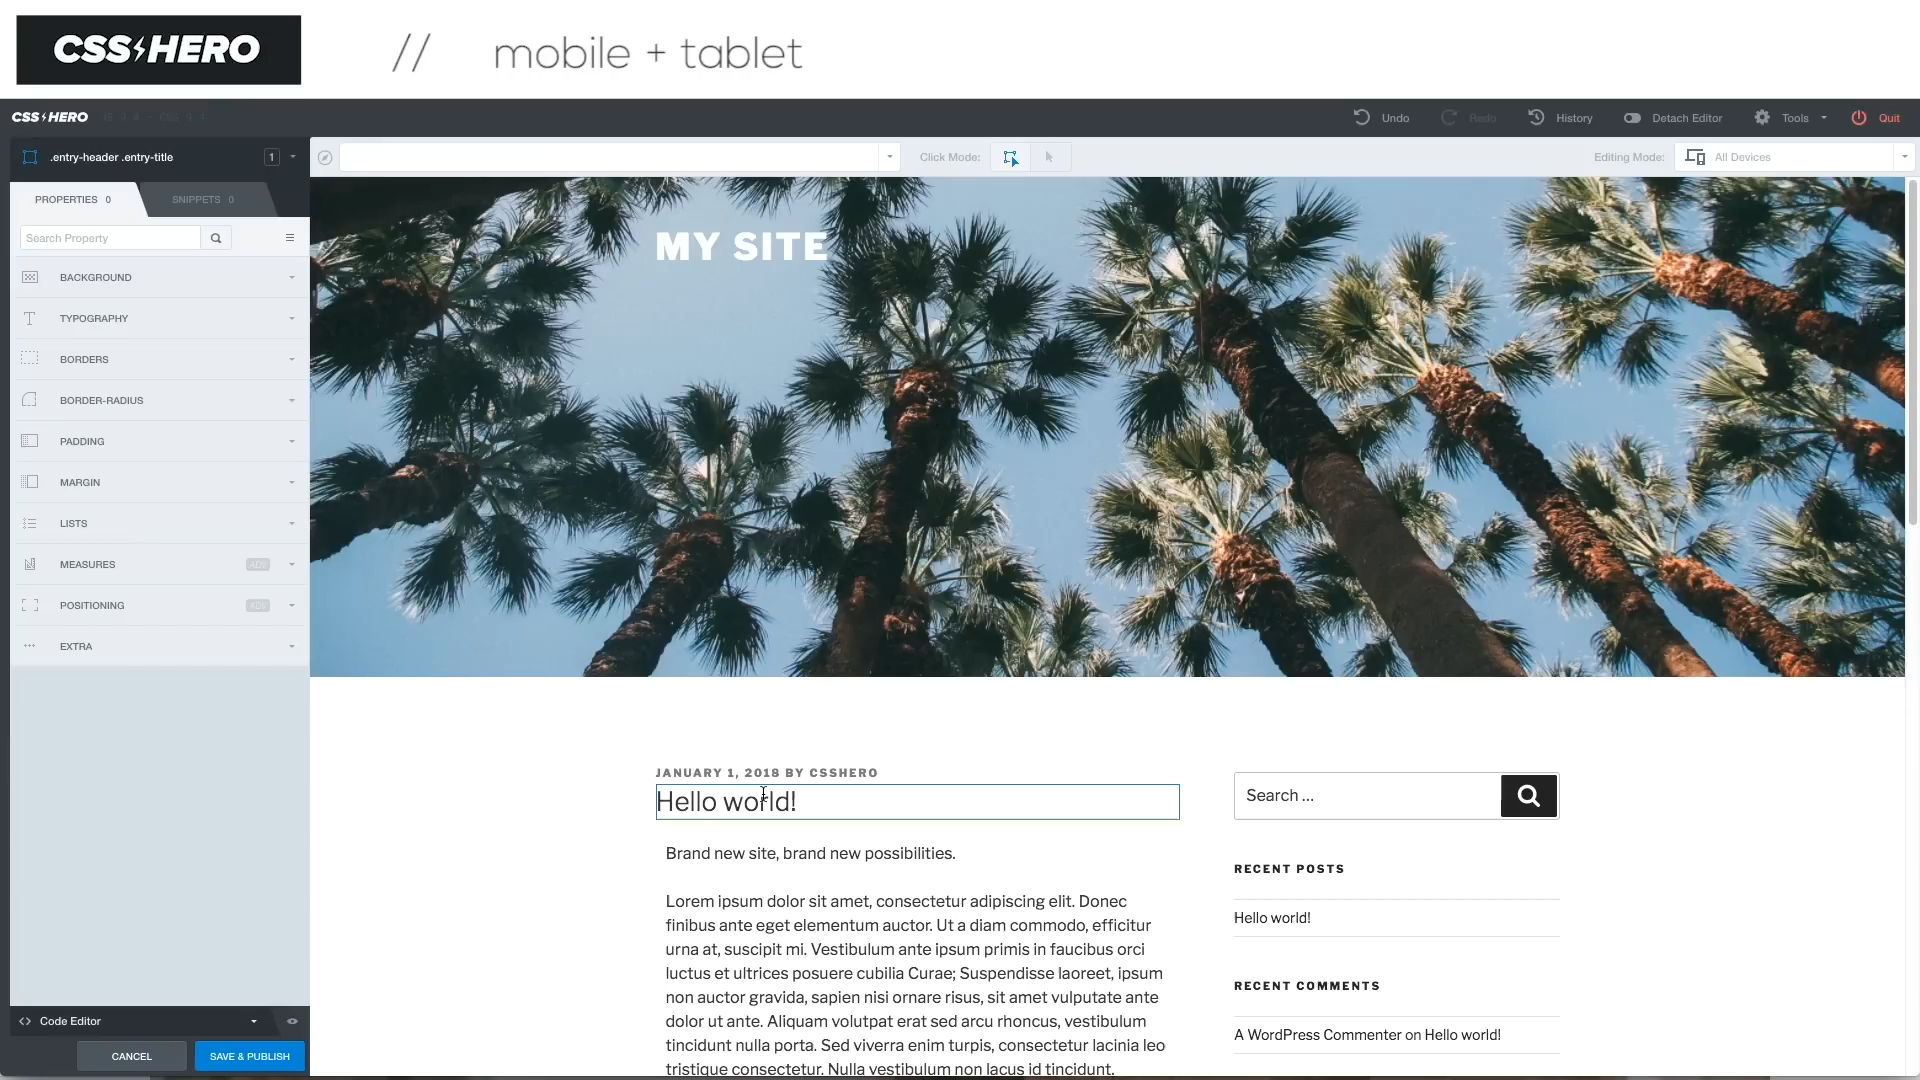 CSS HERO // mobile + tablet
CSS HERO
Undo Redo History Detach Editor Tools Quit
.entry-header .entry-title 1
Click Mode: Editing Mode: All Devices
PROPERTIES 0 SNIPPETS 0
Search Property
BACKGROUND
TYPOGRAPHY
BORDERS
BORDER-RADIUS
PADDING
MARGIN
LISTS
MEASURES ADV
POSITIONING ADV
EXTRA
Code Editor
CANCEL SAVE & PUBLISH
MY SITE
JANUARY 1, 2018 BY CSSHERO
Hello world!
Brand new site, brand new possibilities.
Lorem ipsum dolor sit amet, consectetur adipiscing elit. Donec
finibus ante eget elementum auctor. Ut a diam commodo, efficitur
urna at, suscipit mi. Vestibulum ante ipsum primis in faucibus orci
luctus et ultrices posuere cubilia Curae; Suspendisse laoreet, ipsum
non auctor gravida, sapien nisi ornare risus, sit amet vulputate ante
dolor ut ante. Aliquam volutpat erat sed arcu rhoncus, vestibulum
tincidunt nulla porta. Sed viverra enim turpis, consectetur lacinia leo
tristique consectetur. Nulla vestibulum non lacus id tincidunt.
Search ...
RECENT POSTS
Hello world!
RECENT COMMENTS
A WordPress Commenter on Hello world!